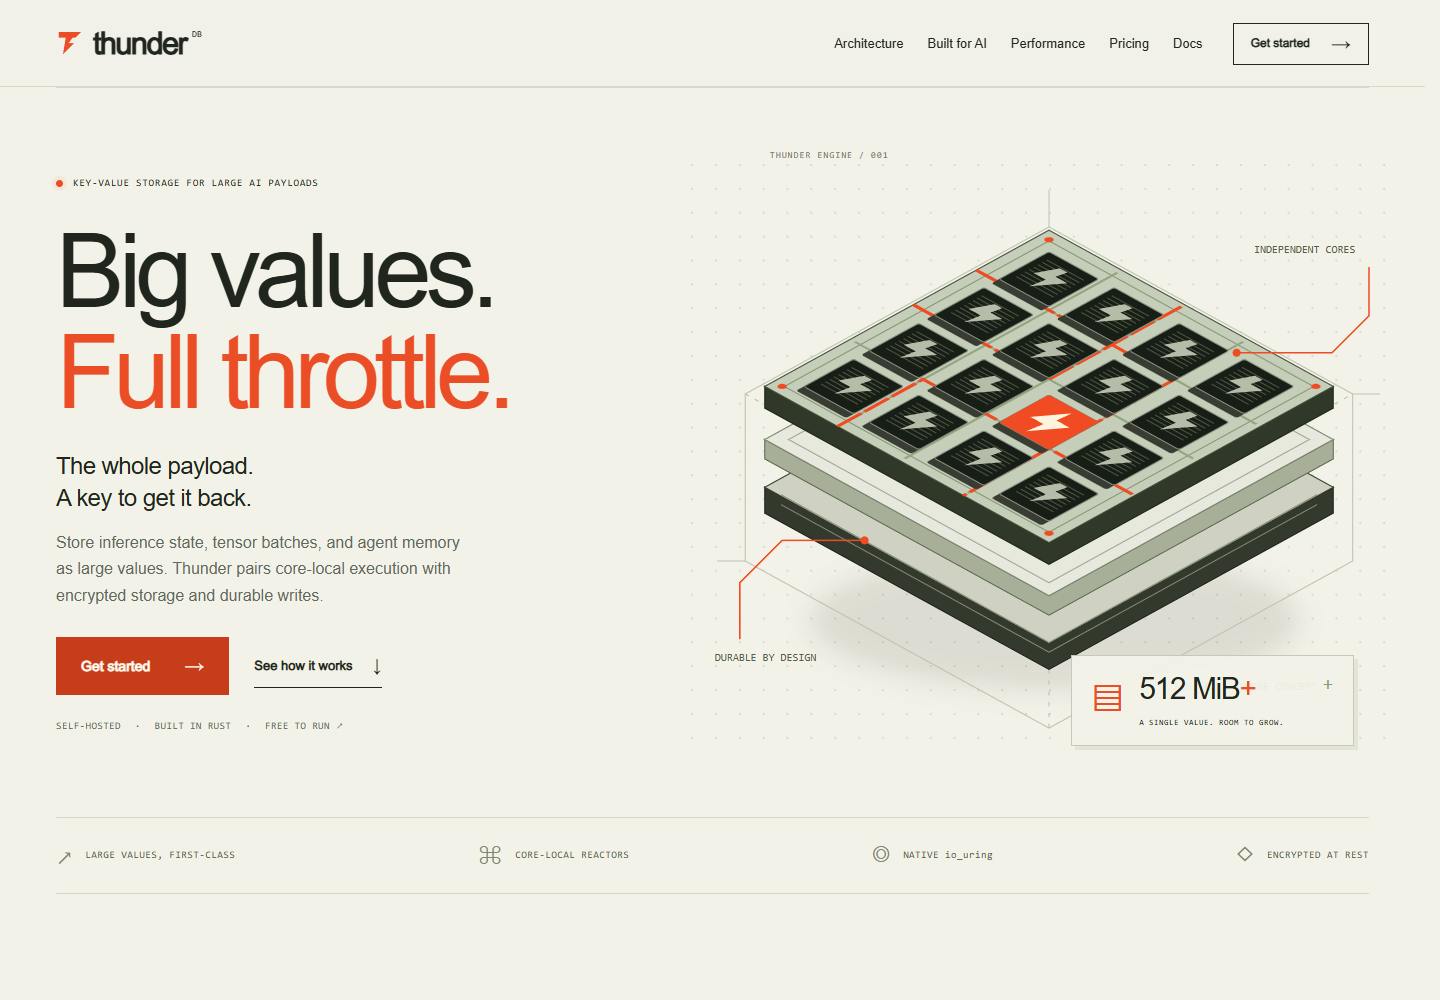 thunder DB
Architecture Built for AI Performance Pricing Docs Get started →
THUNDER ENGINE / 001
KEY-VALUE STORAGE FOR LARGE AI PAYLOADS
Big values.
Full throttle.
INDEPENDENT CORES
The whole payload.
A key to get it back.
Store inference state, tensor batches, and agent memory
as large values. Thunder pairs core-local execution with
encrypted storage and durable writes.
Get started → See how it works ↓
DURABLE BY DESIGN
512 MiB+ +
A SINGLE VALUE. ROOM TO GROW.
SELF-HOSTED · BUILT IN RUST · FREE TO RUN ↗
↗ LARGE VALUES, FIRST-CLASS ⌘ CORE-LOCAL REACTORS ◎ NATIVE io_uring ◇ ENCRYPTED AT REST